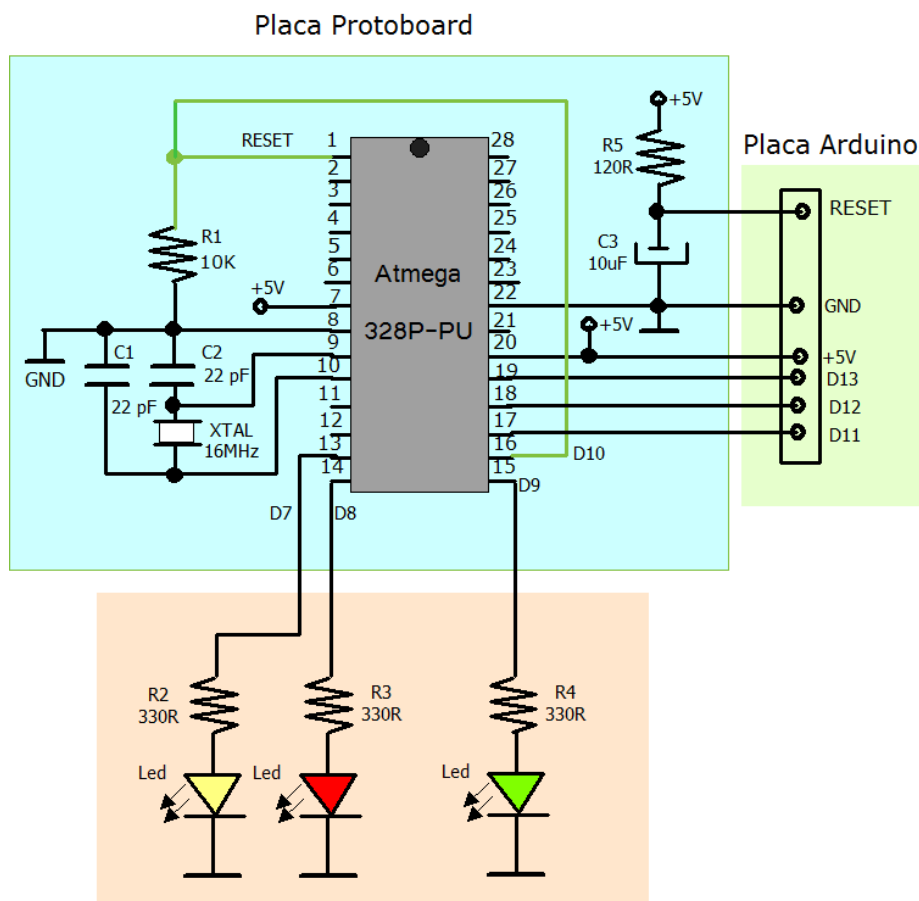 Placa Protoboard
+5V
R5
120R
Placa Arduino
RESET
1
28
2
27
3
26
RESET
R1
10K
4
25
C3
10uF
5
24
Atmega
6
23
+5V
7
22
GND
8
328P-PU
21
+5V
9
20
+5V
C1
C2
GND
22 pF
10
19
D13
22 pF
11
18
D12
XTAL
16MHz
12
17
D11
13
16
D10
14
15
D9
D7
D8
R2
330R
R3
330R
R4
330R
Led
Led
Led